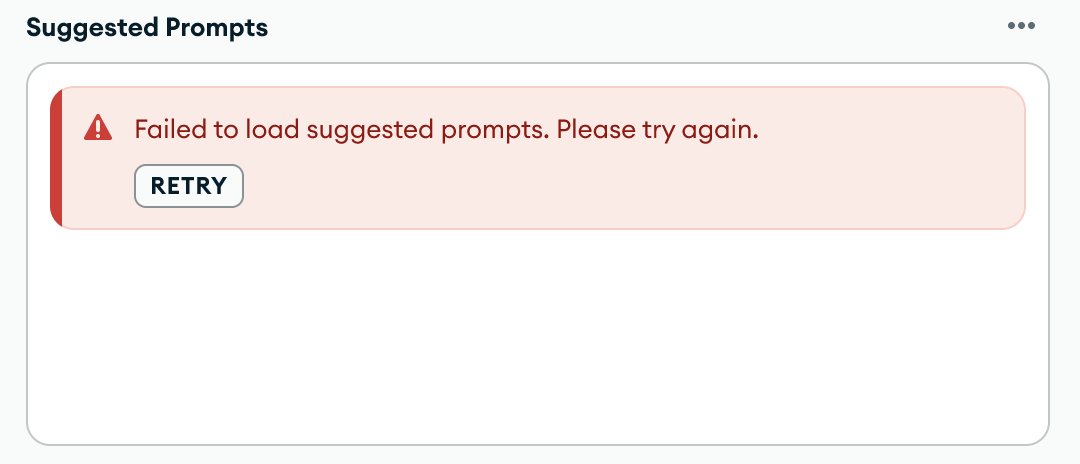 Suggested Prompts
Failed to load suggested prompts. Please try again.
RETRY